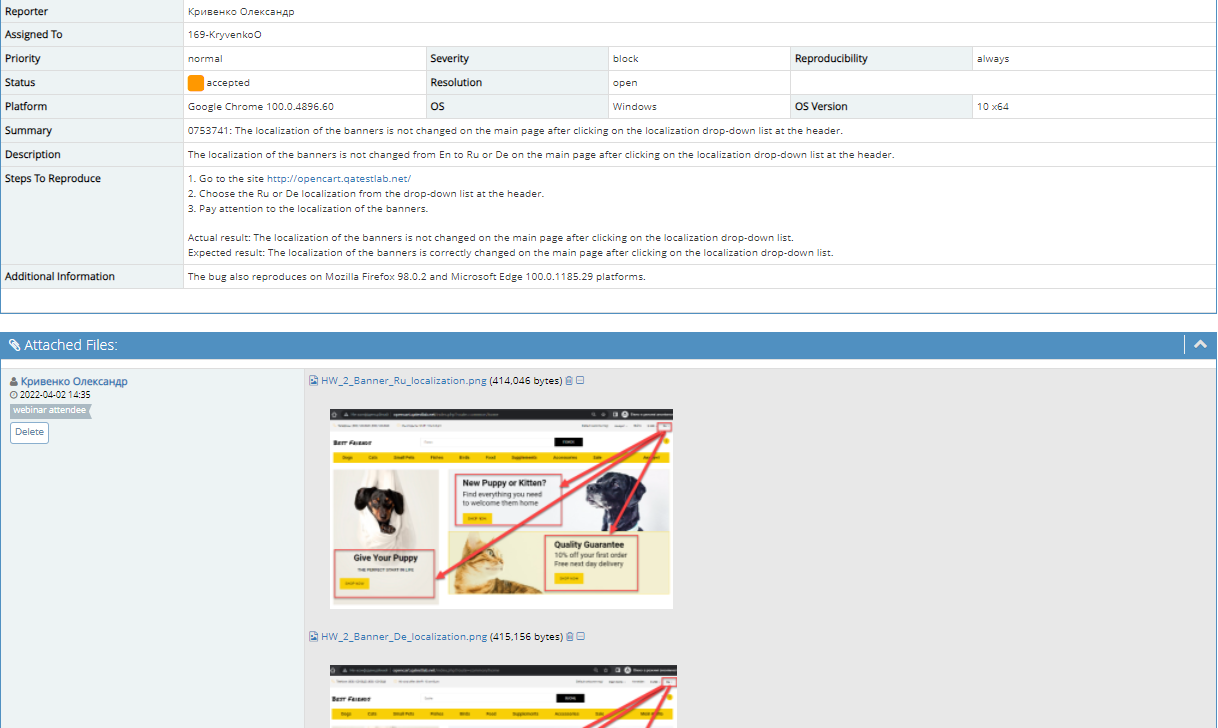 Reporter Кривенко Олександр
Assigned To 169-KryvenkoO
Priority normal Severity block Reproducibility always
Status accepted Resolution open
Platform Google Chrome 100.0.4896.60 OS Windows OS Version 10 x64
Summary 0753741: The localization of the banners is not changed on the main page after clicking on the localization drop-down list at the header.
Description The localization of the banners is not changed from En to Ru or De on the main page after clicking on the localization drop-down list at the header.
Steps To Reproduce 1. Go to the site http://opencart.qatestlab.net/
2. Choose the Ru or De localization from the drop-down list at the header.
3. Pay attention to the localization of the banners.
Actual result: The localization of the banners is not changed on the main page after clicking on the localization drop-down list.
Expected result: The localization of the banners is correctly changed on the main page after clicking on the localization drop-down list.
Additional Information The bug also reproduces on Mozilla Firefox 98.0.2 and Microsoft Edge 100.0.1185.29 platforms.
Attached Files:
Кривенко Олександр
2022-04-02 14:35
webinar attendee
Delete
HW_2_Banner_Ru_localization.png (414,046 bytes)
BEST FRIENDS
Dogs Cats Small Pets Fishes Birds Food Supplements Accessories Sale
New Puppy or Kitten?
Find everything you need
to welcome them home
SHOP NOW
Give Your Puppy
THE PERFECT START IN LIFE
SHOP NOW
Quality Guarantee
10% off your first order
Free next day delivery
SHOP NOW
HW_2_Banner_De_localization.png (415,156 bytes)
BEST FRIENDS
Dogs Cats Small Pets Fishes Birds Food Supplements Accessories Sale